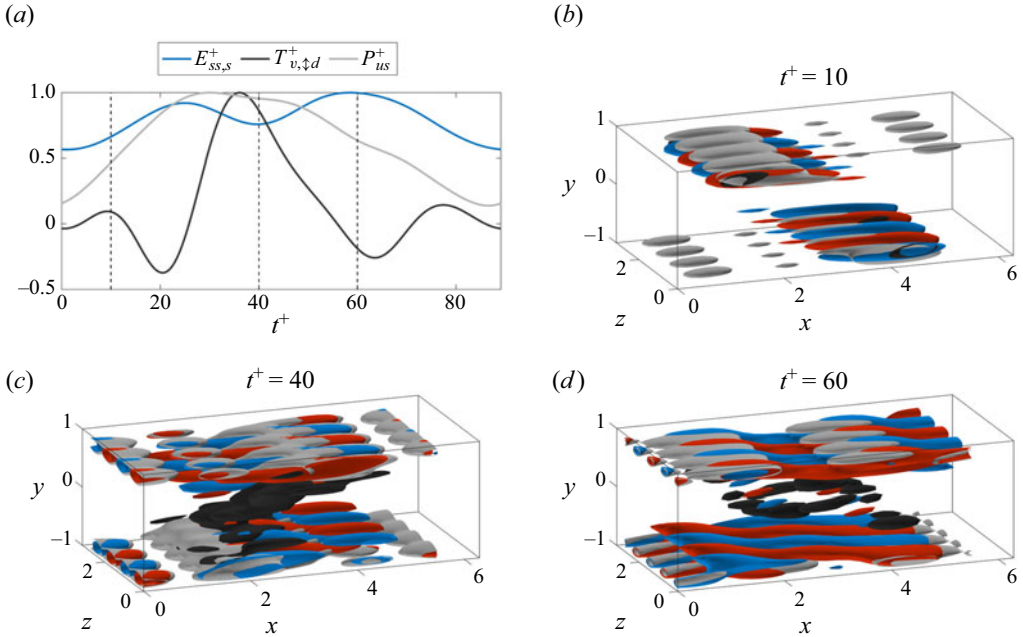 (a)
E⁺ss,s T⁺v,↕d P⁺us
1.0
0.5
0
−0.5
0 20 40 60 80
t⁺
(b)
t⁺ = 10
1
0
y
−1
2
0
z
0 2 4 6
x
(c)
t⁺ = 40
1
0
y
−1
2
0
z
0 2 4 6
x
(d)
t⁺ = 60
1
0
y
−1
2
0
z
0 2 4 6
x